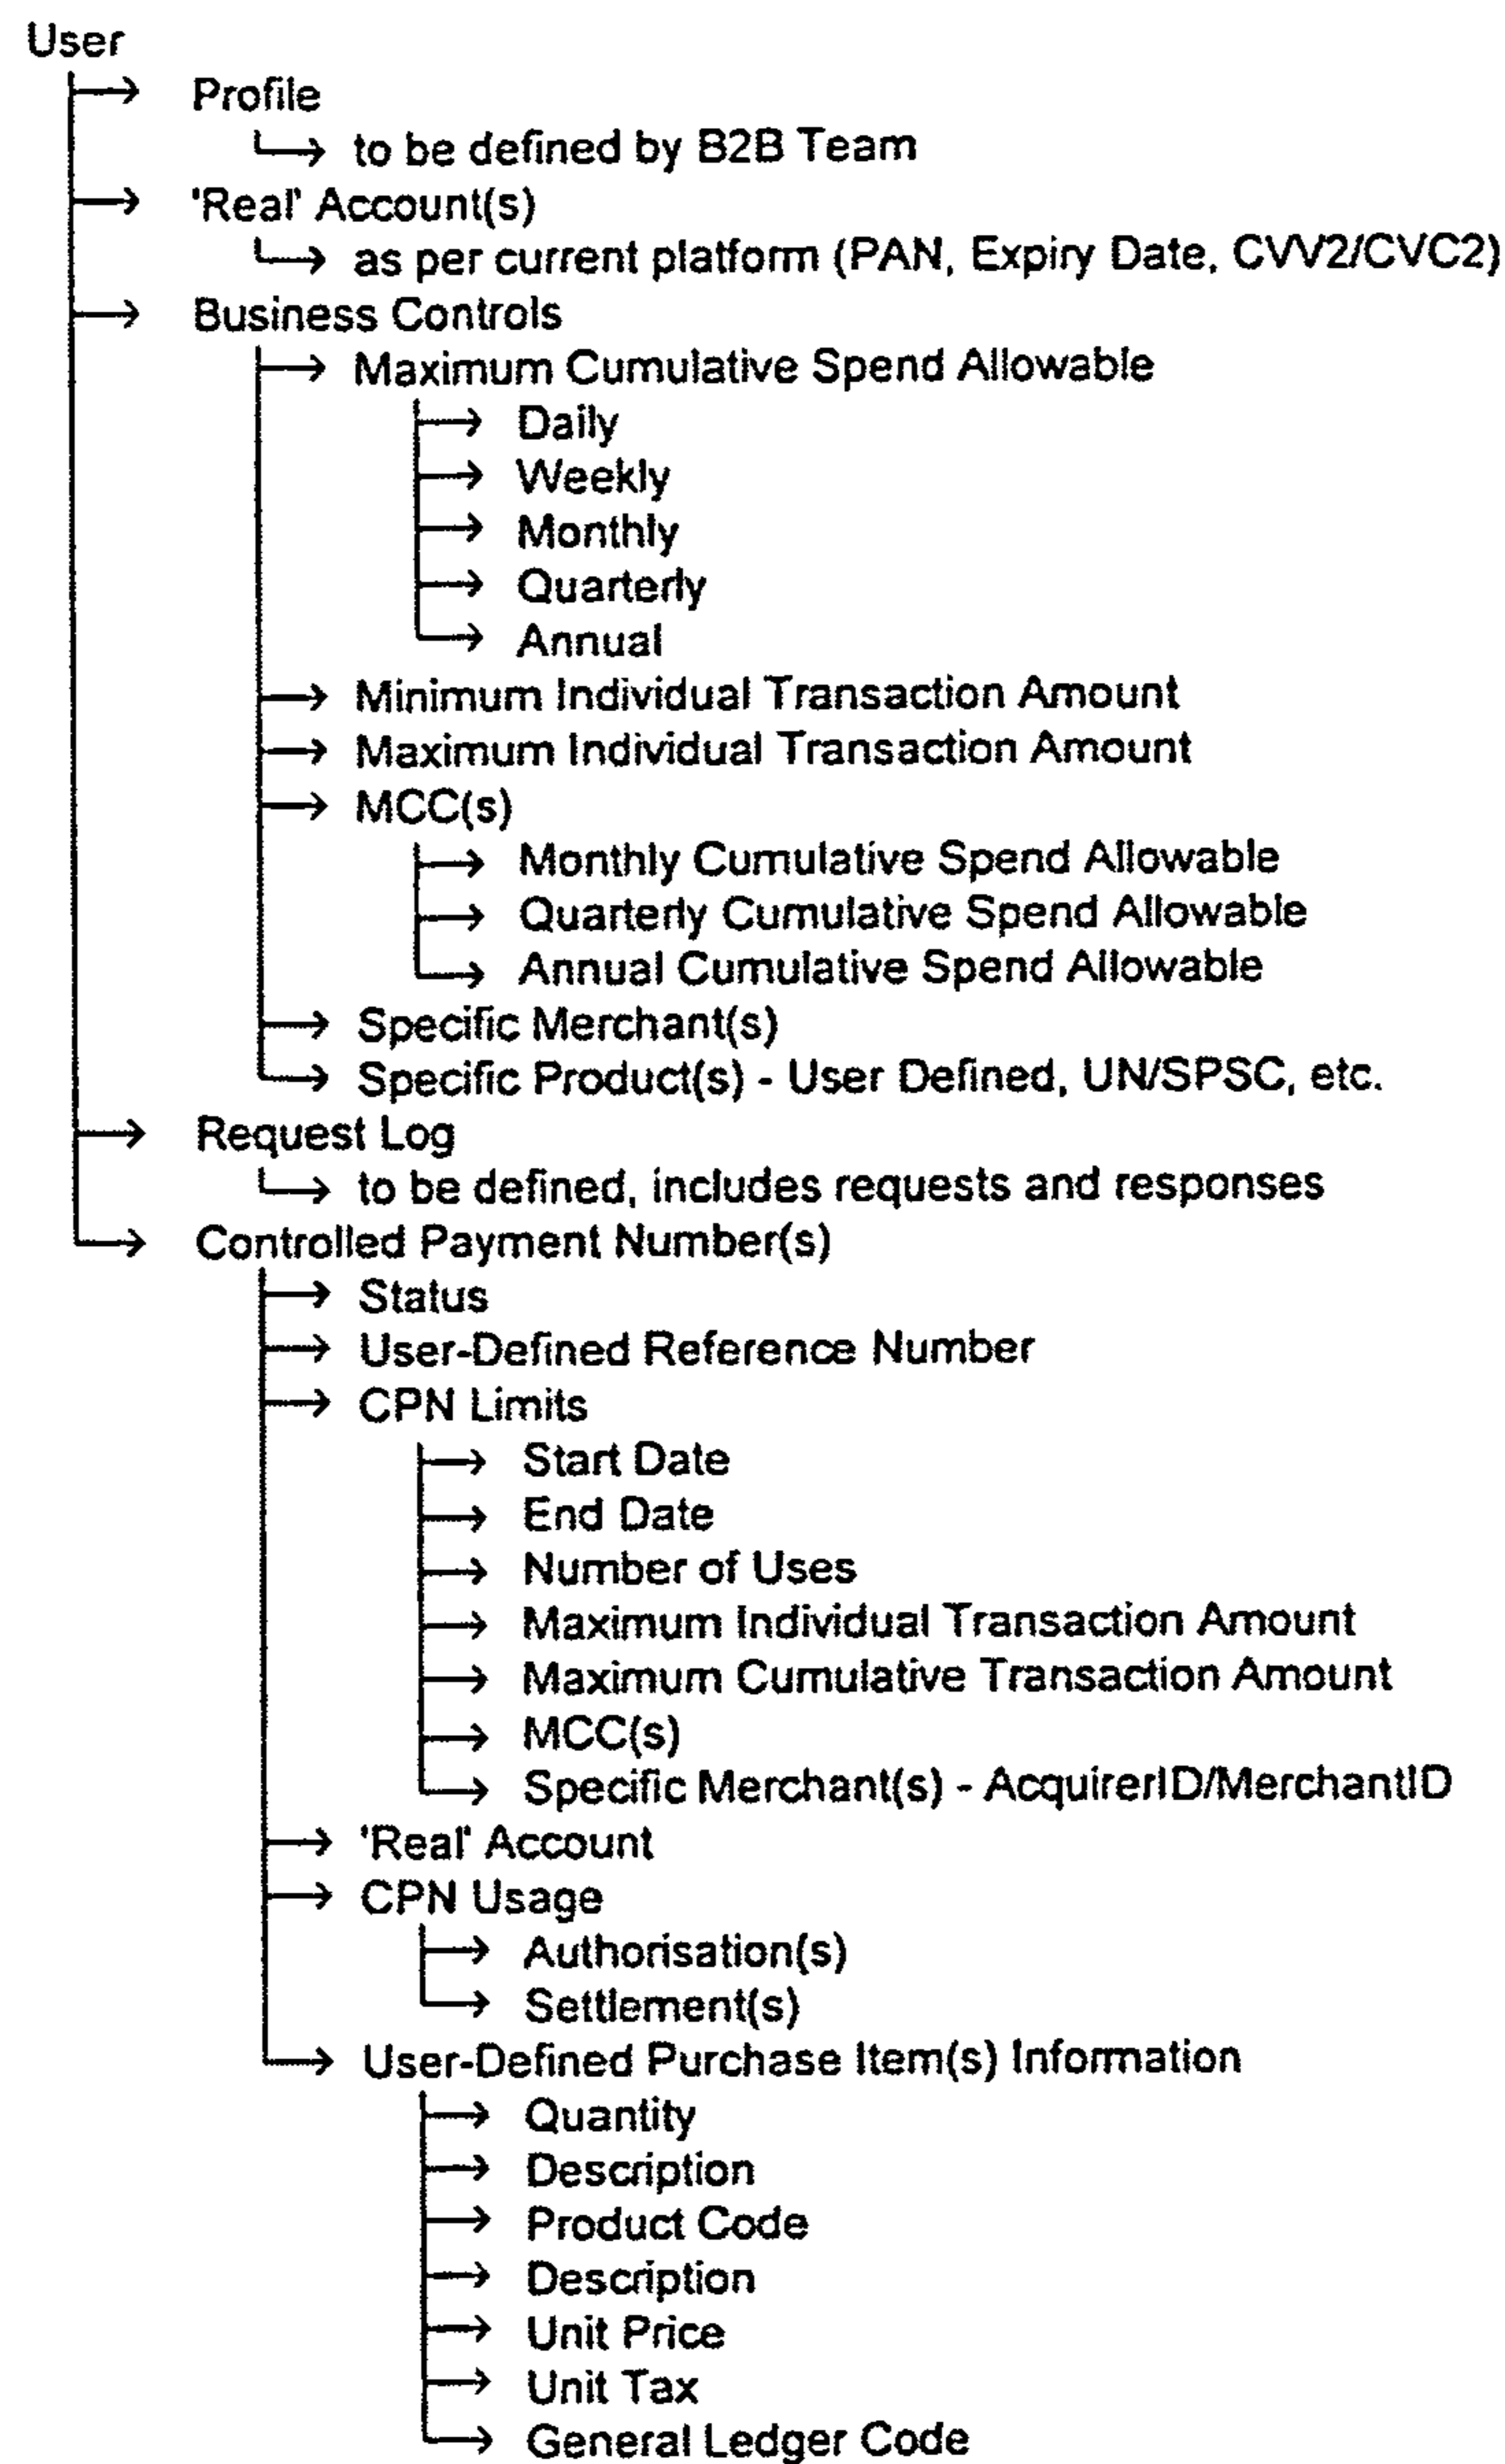 User
Profile
to be defined by B2B Team
'Real' Account(s)
as per current platform (PAN, Expiry Date, CVV2/CVC2)
Business Controls
Maximum Cumulative Spend Allowable
Daily
Weekly
Monthly
Quarterly
Annual
Minimum Individual Transaction Amount
Maximum Individual Transaction Amount
MCC(s)
Monthly Cumulative Spend Allowable
Quarterly Cumulative Spend Allowable
Annual Cumulative Spend Allowable
Specific Merchant(s)
Specific Product(s) - User Defined, UN/SPSC, etc.
Request Log
to be defined, includes requests and responses
Controlled Payment Number(s)
Status
User-Defined Reference Number
CPN Limits
Start Date
End Date
Number of Uses
Maximum Individual Transaction Amount
Maximum Cumulative Transaction Amount
MCC(s)
Specific Merchant(s) - AcquirerID/MerchantID
'Real' Account
CPN Usage
Authorisation(s)
Settlement(s)
User-Defined Purchase Item(s) Information
Quantity
Description
Product Code
Description
Unit Price
Unit Tax
General Ledger Code